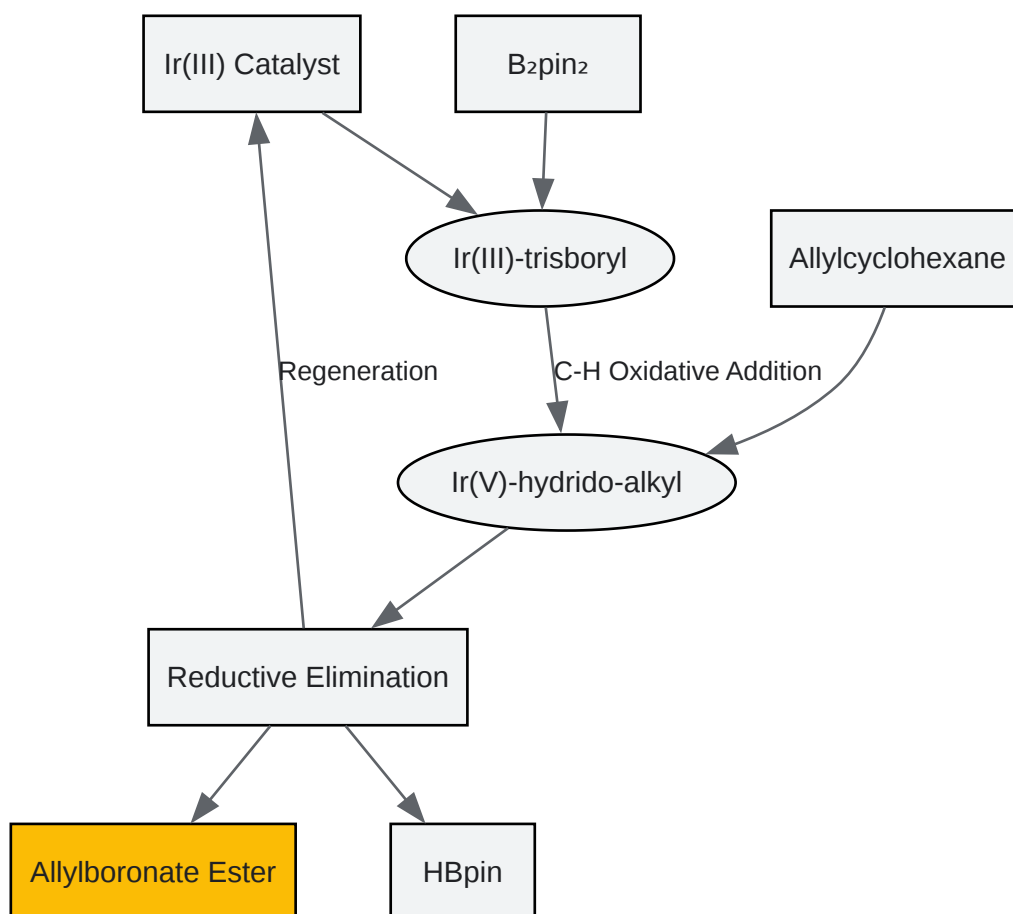 Ir(III) Catalyst
B₂pin₂
Ir(III)-trisboryl
Allylcyclohexane
Regeneration
C-H Oxidative Addition
Ir(V)-hydrido-alkyl
Reductive Elimination
Allylboronate Ester
HBpin